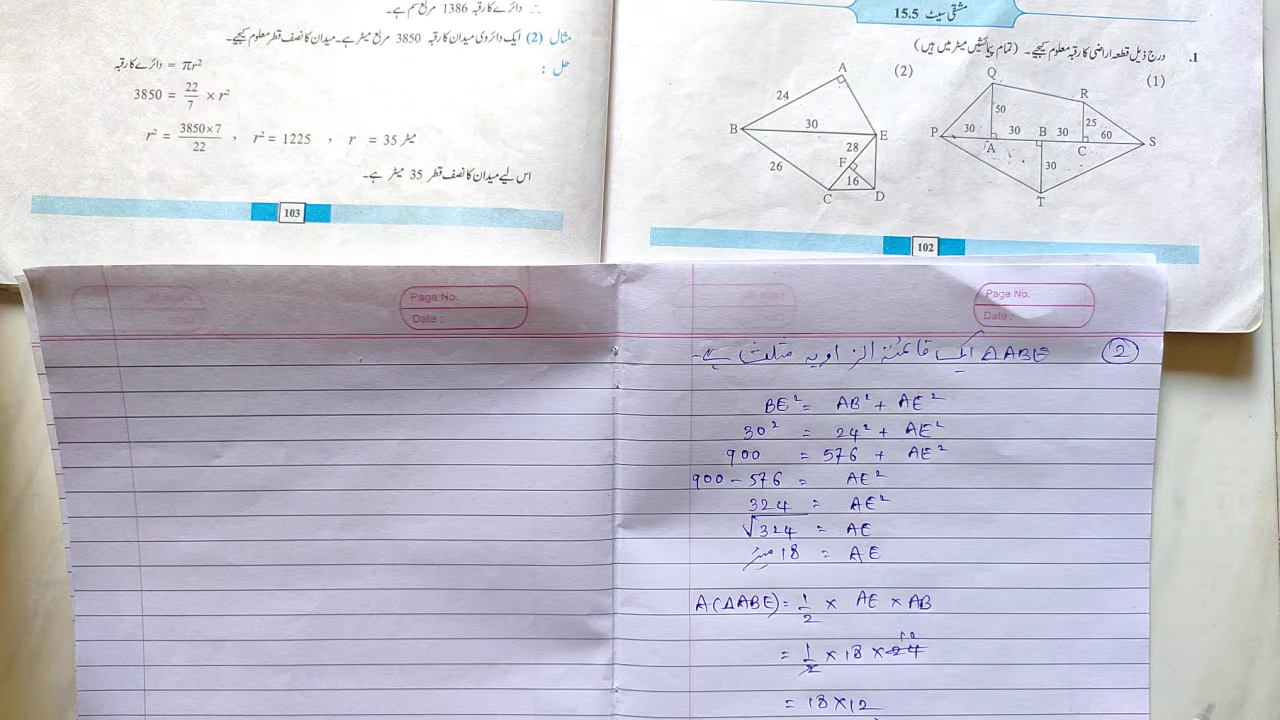 ∴ دائرے کا رقبہ 1386 مربع سم ہے۔
مثال (2) ایک دائروی میدان کا رقبہ 3850 مربع میٹر ہے۔ میدان کا نصف قطر معلوم کیجیے۔
حل :
دائرے کا رقبہ = πr²
3850 = 22/7 × r²
r² = 3850×7/22 , r² = 1225 , r = 35 میٹر
اس لیے میدان کا نصف قطر 35 میٹر ہے۔
103
مشقی سیٹ 15.5
1. درج ذیل قطعہ اراضی کا رقبہ معلوم کیجیے۔ (تمام پیمائشیں میٹر میں ہیں)
(1)
Q
R
50
25
P 30 30 B 30 60 S
A C
30
T
(2)
A
24
B 30 E
28
26 F
16
C D
102
Page No.
Date :
Page No.
Date :
(2) ΔABE ایک قائمۃ الزاویہ مثلث ہے۔
BE² = AB² + AE²
30² = 24² + AE²
900 = 576 + AE²
900 - 576 = AE²
324 = AE²
√324 = AE
18 میٹر = AE
A(ΔABE) = 1/2 × AE × AB
= 1/2 × 18 × 24 12
= 18×12